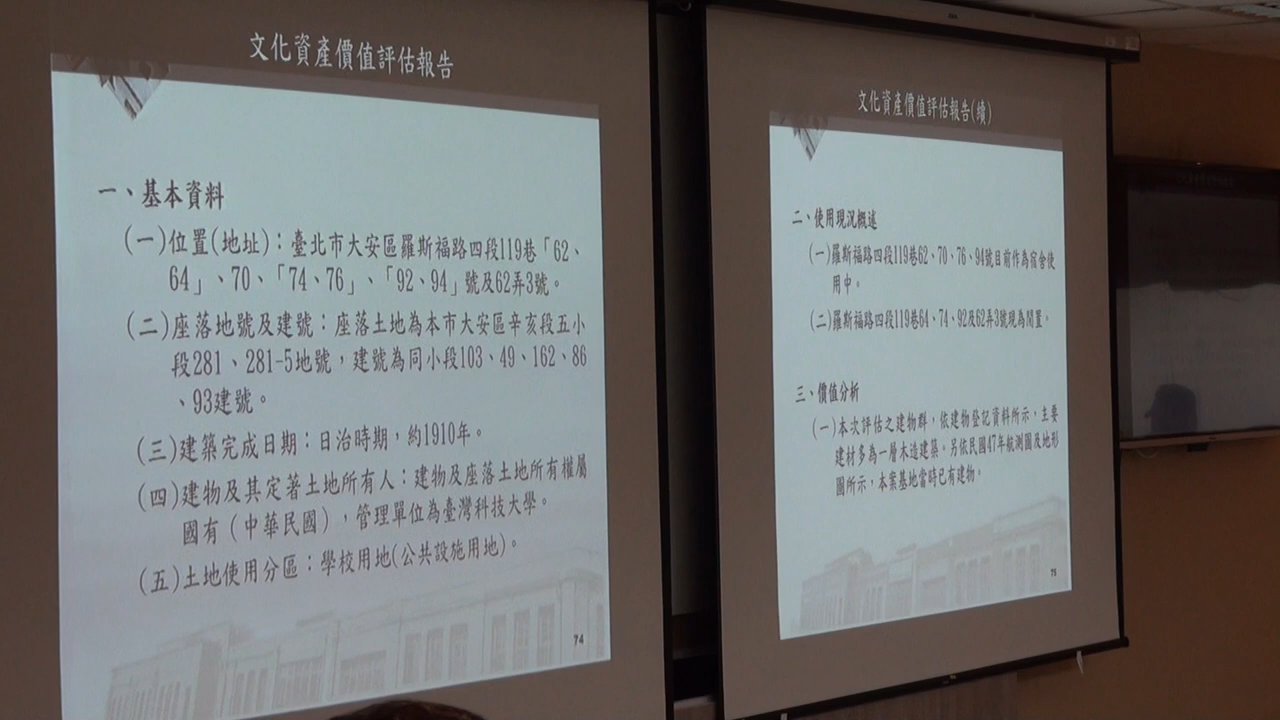 文化資產價值評估報告
一、基本資料
(一)位置(地址)：臺北市大安區羅斯福路四段119巷「62、
64」、70、「74、76」、「92、94」號及62弄3號。
(二)座落地號及建號：座落土地為本市大安區辛亥段五小
段281、281-5地號，建號為同小段103、49、162、86
、93建號。
(三)建築完成日期：日治時期，約1910年。
(四)建物及其定著土地所有人：建物及座落土地所有權屬
國有（中華民國），管理單位為臺灣科技大學。
(五)土地使用分區：學校用地(公共設施用地)。
74
文化資產價值評估報告(續)
二、使用現況概述
(一)羅斯福路四段119巷62、70、76、94號目前作為宿舍使
用中。
(二)羅斯福路四段119巷64、74、92及62弄3號現為閒置。
三、價值分析
(一)本次評估之建物群，依建物登記資料所示，主要
建材多為一層木造建築。另依民國47年航測圖及地形
圖所示，本案基地當時已有建物。
75